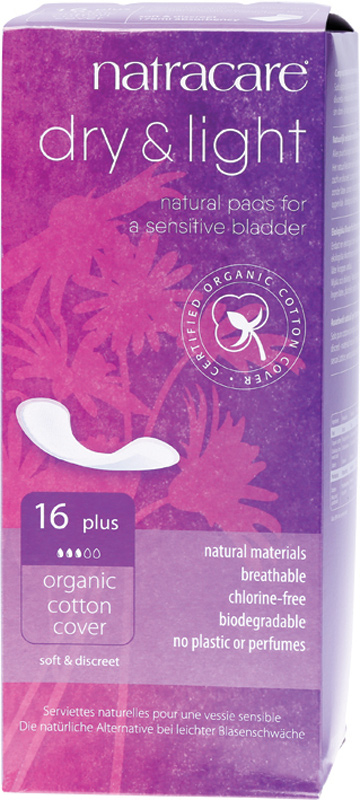 natracare®
dry & light
natural pads for
a sensitive bladder
CERTIFIED ORGANIC COTTON COVER •
16 plus
organic
cotton
cover
soft & discreet
natural materials
breathable
chlorine-free
biodegradable
no plastic or perfumes
Serviettes naturelles pour une vessie sensible
Die natürliche Alternative bei leichter Blasenschwäche